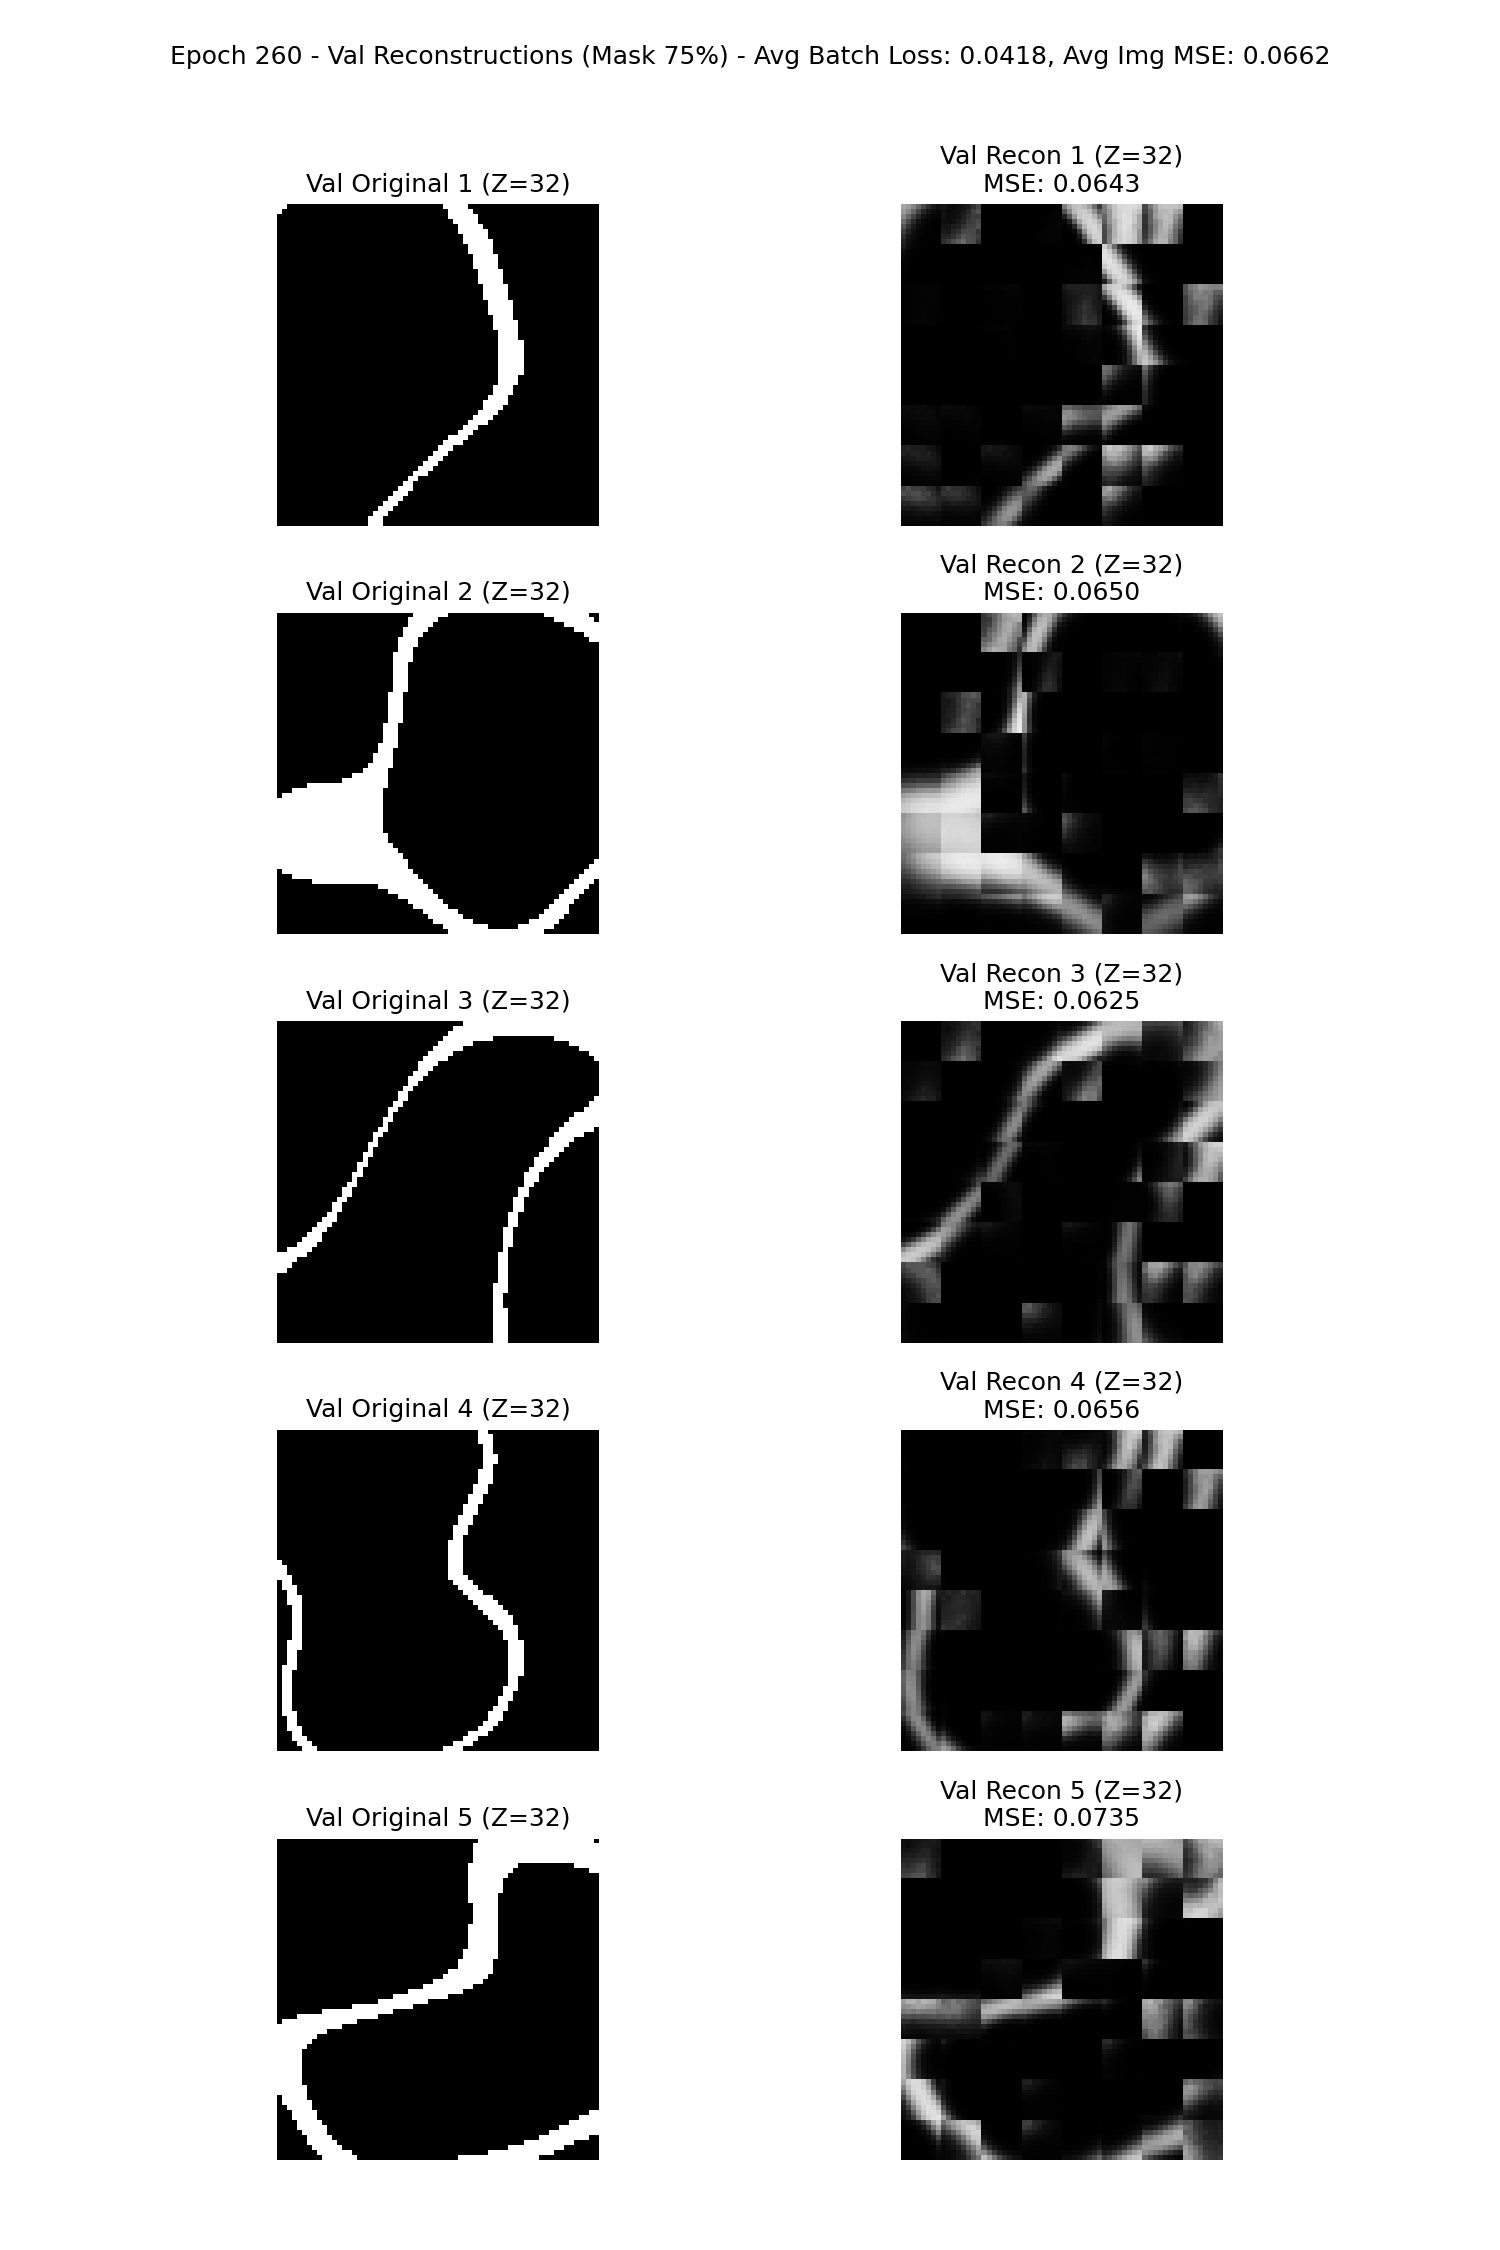 Epoch 260 - Val Reconstructions (Mask 75%) - Avg Batch Loss: 0.0418, Avg Img MSE: 0.0662
Val Original 1 (Z=32)
Val Recon 1 (Z=32)
MSE: 0.0643
Val Original 2 (Z=32)
Val Recon 2 (Z=32)
MSE: 0.0650
Val Original 3 (Z=32)
Val Recon 3 (Z=32)
MSE: 0.0625
Val Original 4 (Z=32)
Val Recon 4 (Z=32)
MSE: 0.0656
Val Original 5 (Z=32)
Val Recon 5 (Z=32)
MSE: 0.0735